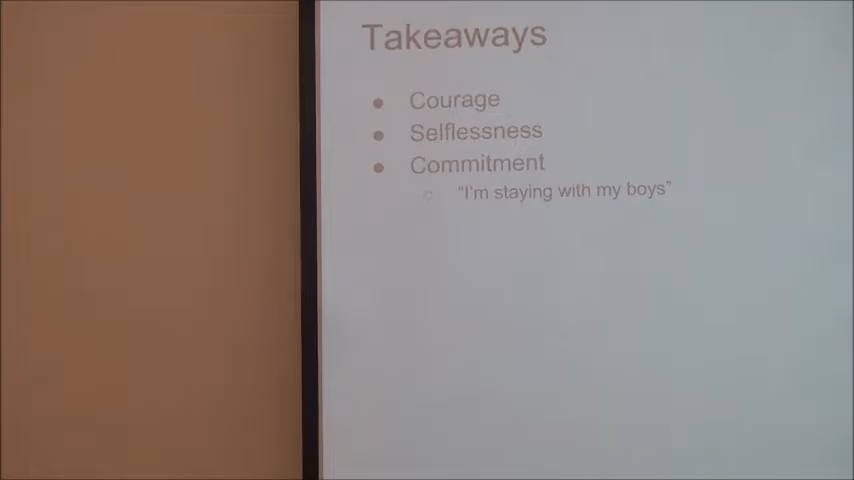 Takeaways
● Courage
● Selflessness
● Commitment
○ “I’m staying with my boys”